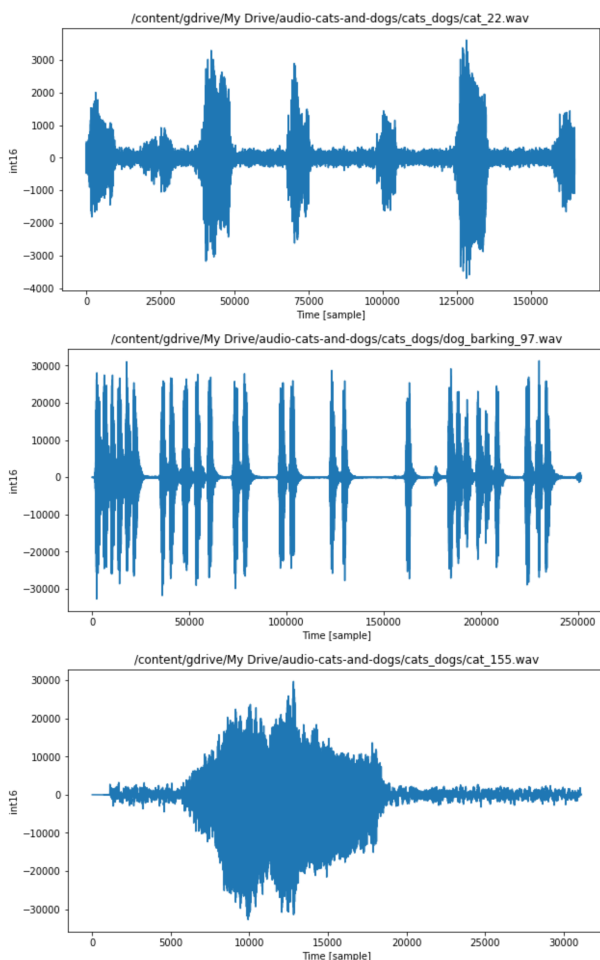 /content/gdrive/My Drive/audio-cats-and-dogs/cats_dogs/cat_22.wav
3000
2000
1000
0
−1000
−2000
−3000
−4000
int16
0 25000 50000 75000 100000 125000 150000
Time [sample]
/content/gdrive/My Drive/audio-cats-and-dogs/cats_dogs/dog_barking_97.wav
30000
20000
10000
0
−10000
−20000
−30000
int16
0 50000 100000 150000 200000 250000
Time [sample]
/content/gdrive/My Drive/audio-cats-and-dogs/cats_dogs/cat_155.wav
30000
20000
10000
0
−10000
−20000
−30000
int16
0 5000 10000 15000 20000 25000 30000
Time [sample]